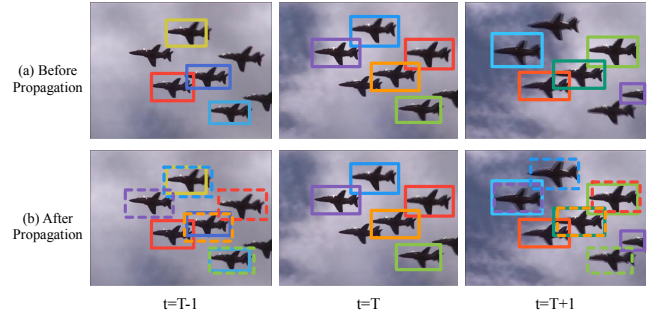 (a) Before
Propagation
(b) After
Propagation
t=T-1
t=T
t=T+1